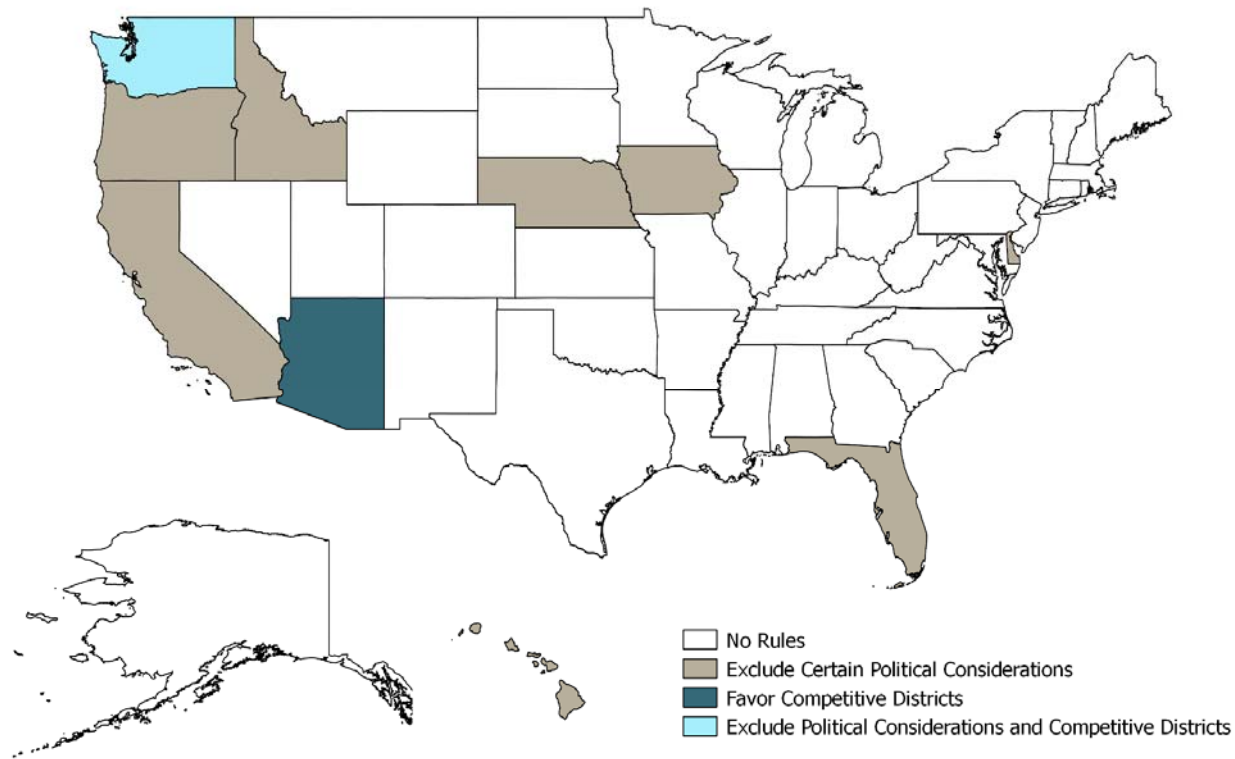 No Rules
Exclude Certain Political Considerations
Favor Competitive Districts
Exclude Political Considerations and Competitive Districts